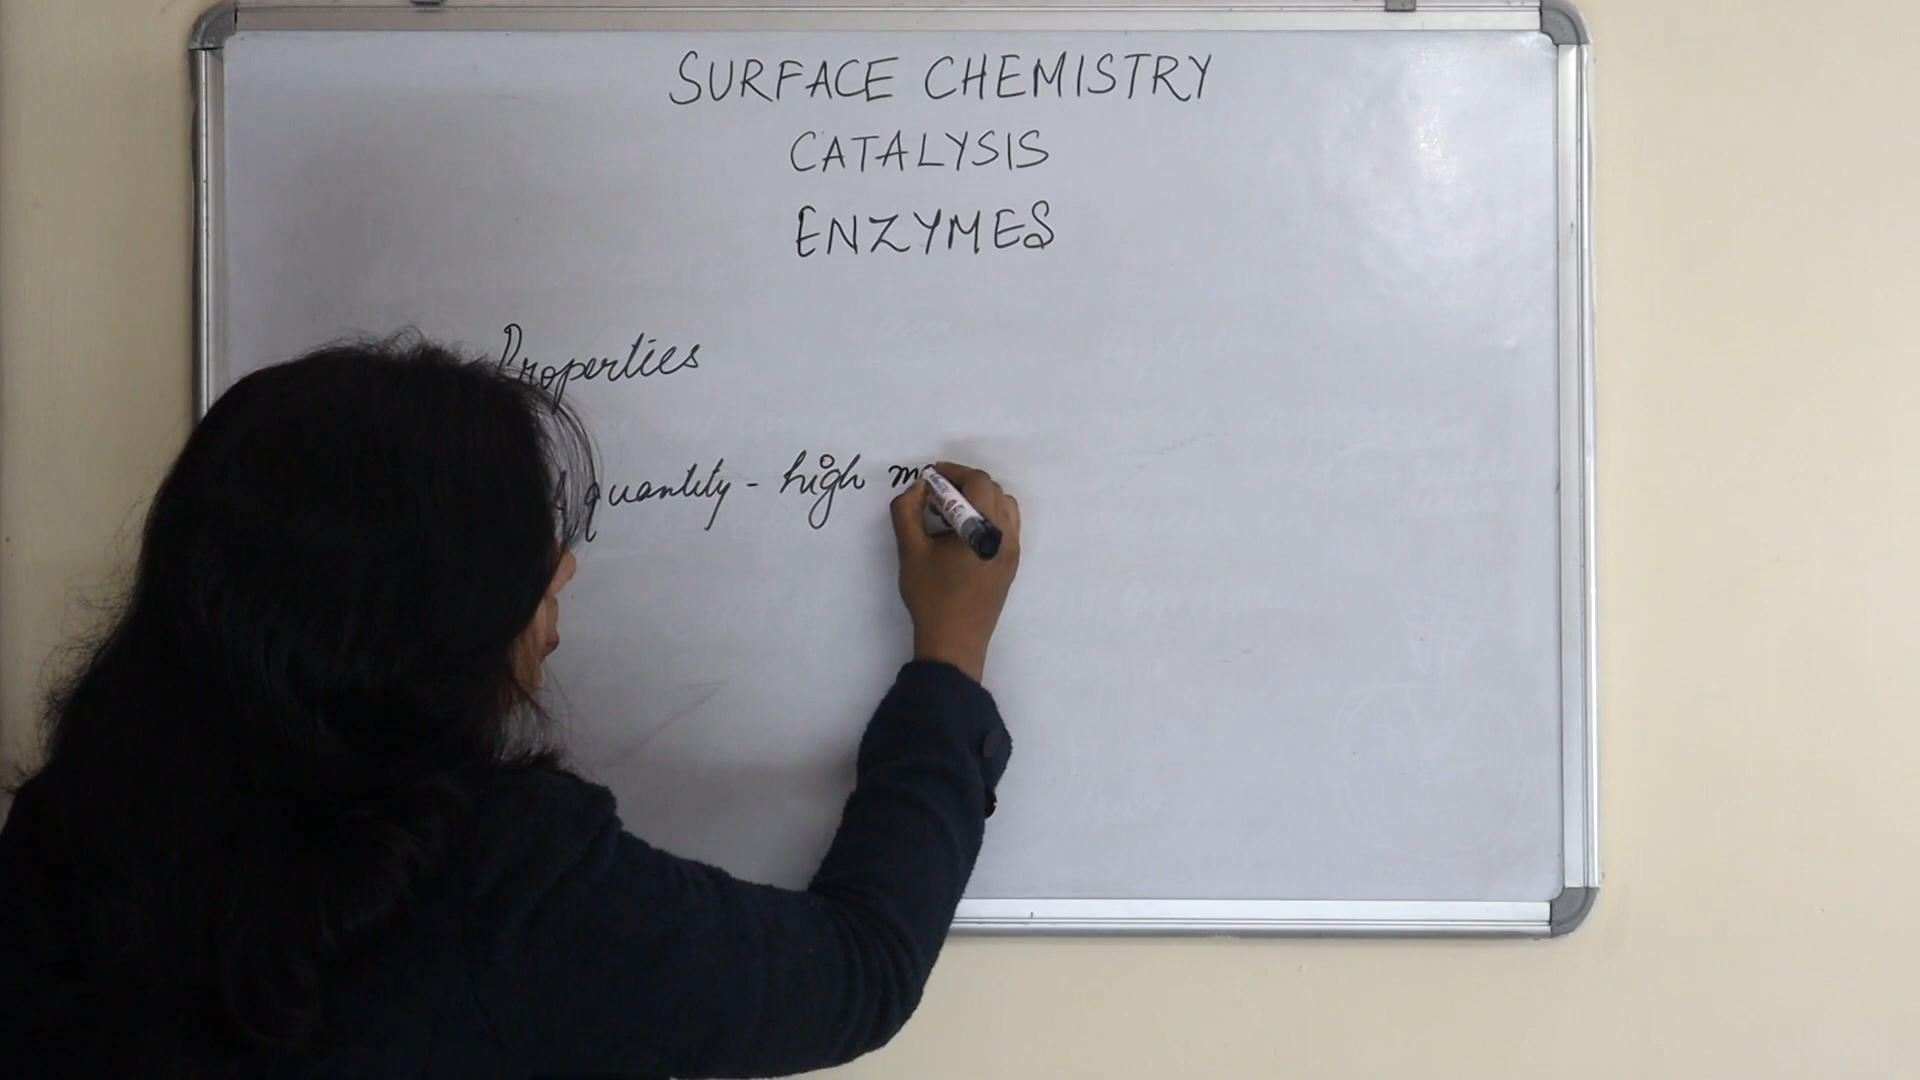 SURFACE CHEMISTRY
CATALYSIS
ENZYMES
Properties
quantity - high